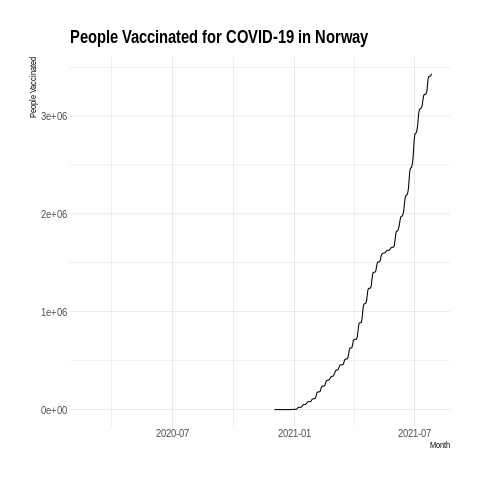 People Vaccinated for COVID-19 in Norway
People Vaccinated
3e+06
2e+06
1e+06
0e+00
2020-07
2021-01
2021-07
Month